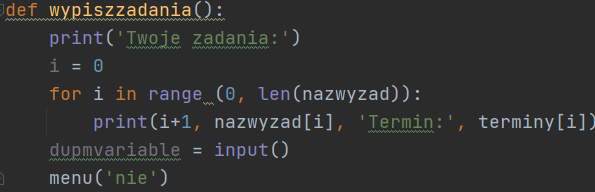 def wypiszzadania():
    print('Twoje zadania:')
    i = 0
    for i in range (0, len(nazwyzad)):
        print(i+1, nazwyzad[i], 'Termin:', terminy[i])
    dupmvariable = input()
    menu('nie')